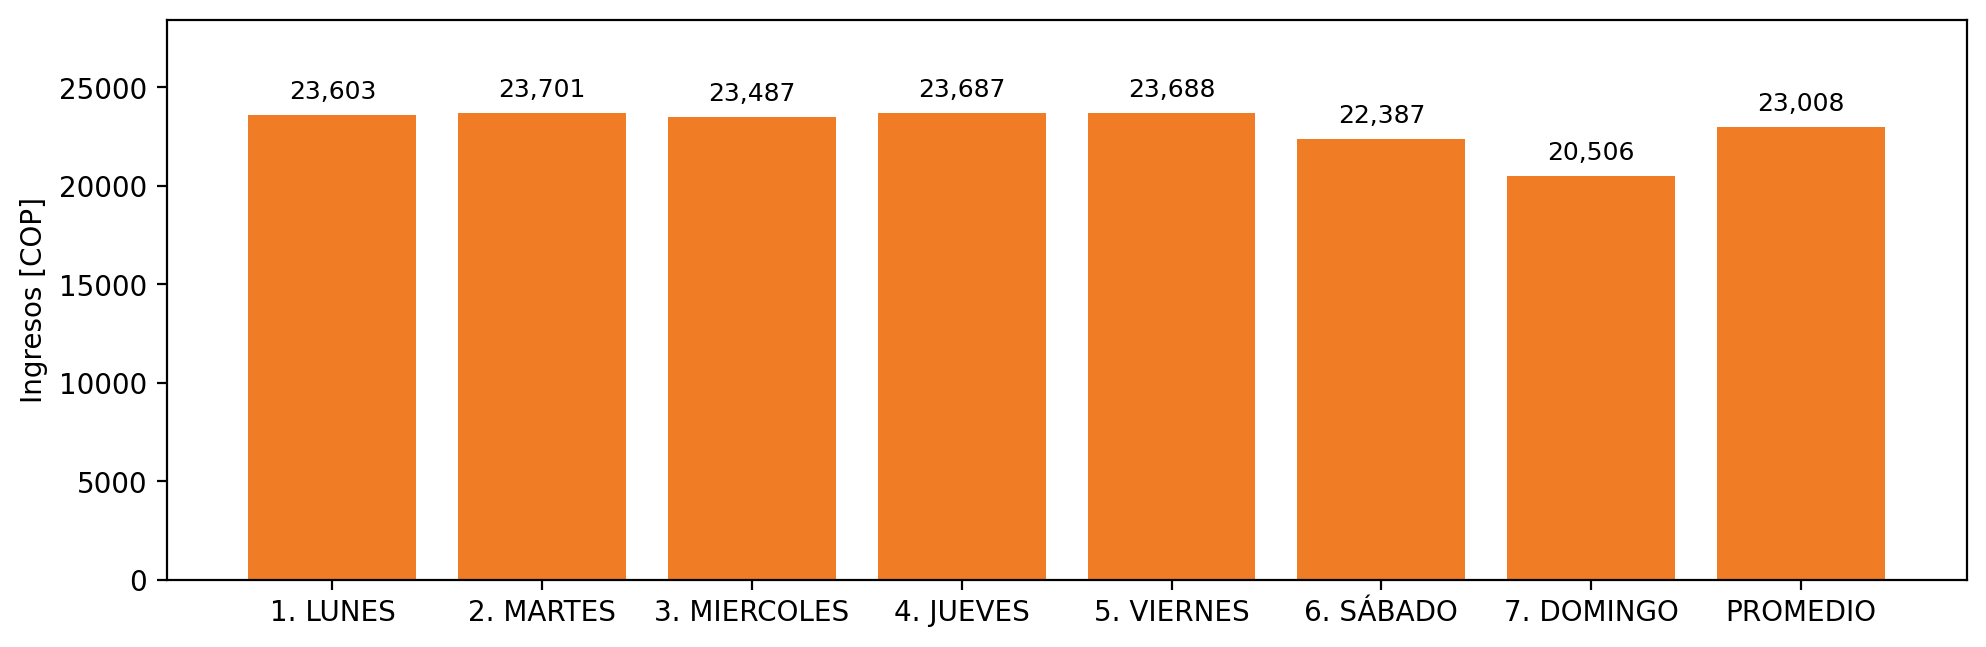 Ingresos [COP]
25000
20000
15000
10000
5000
0
23,603
23,701
23,487
23,687
23,688
22,387
20,506
23,008
1. LUNES
2. MARTES
3. MIERCOLES
4. JUEVES
5. VIERNES
6. SÁBADO
7. DOMINGO
PROMEDIO